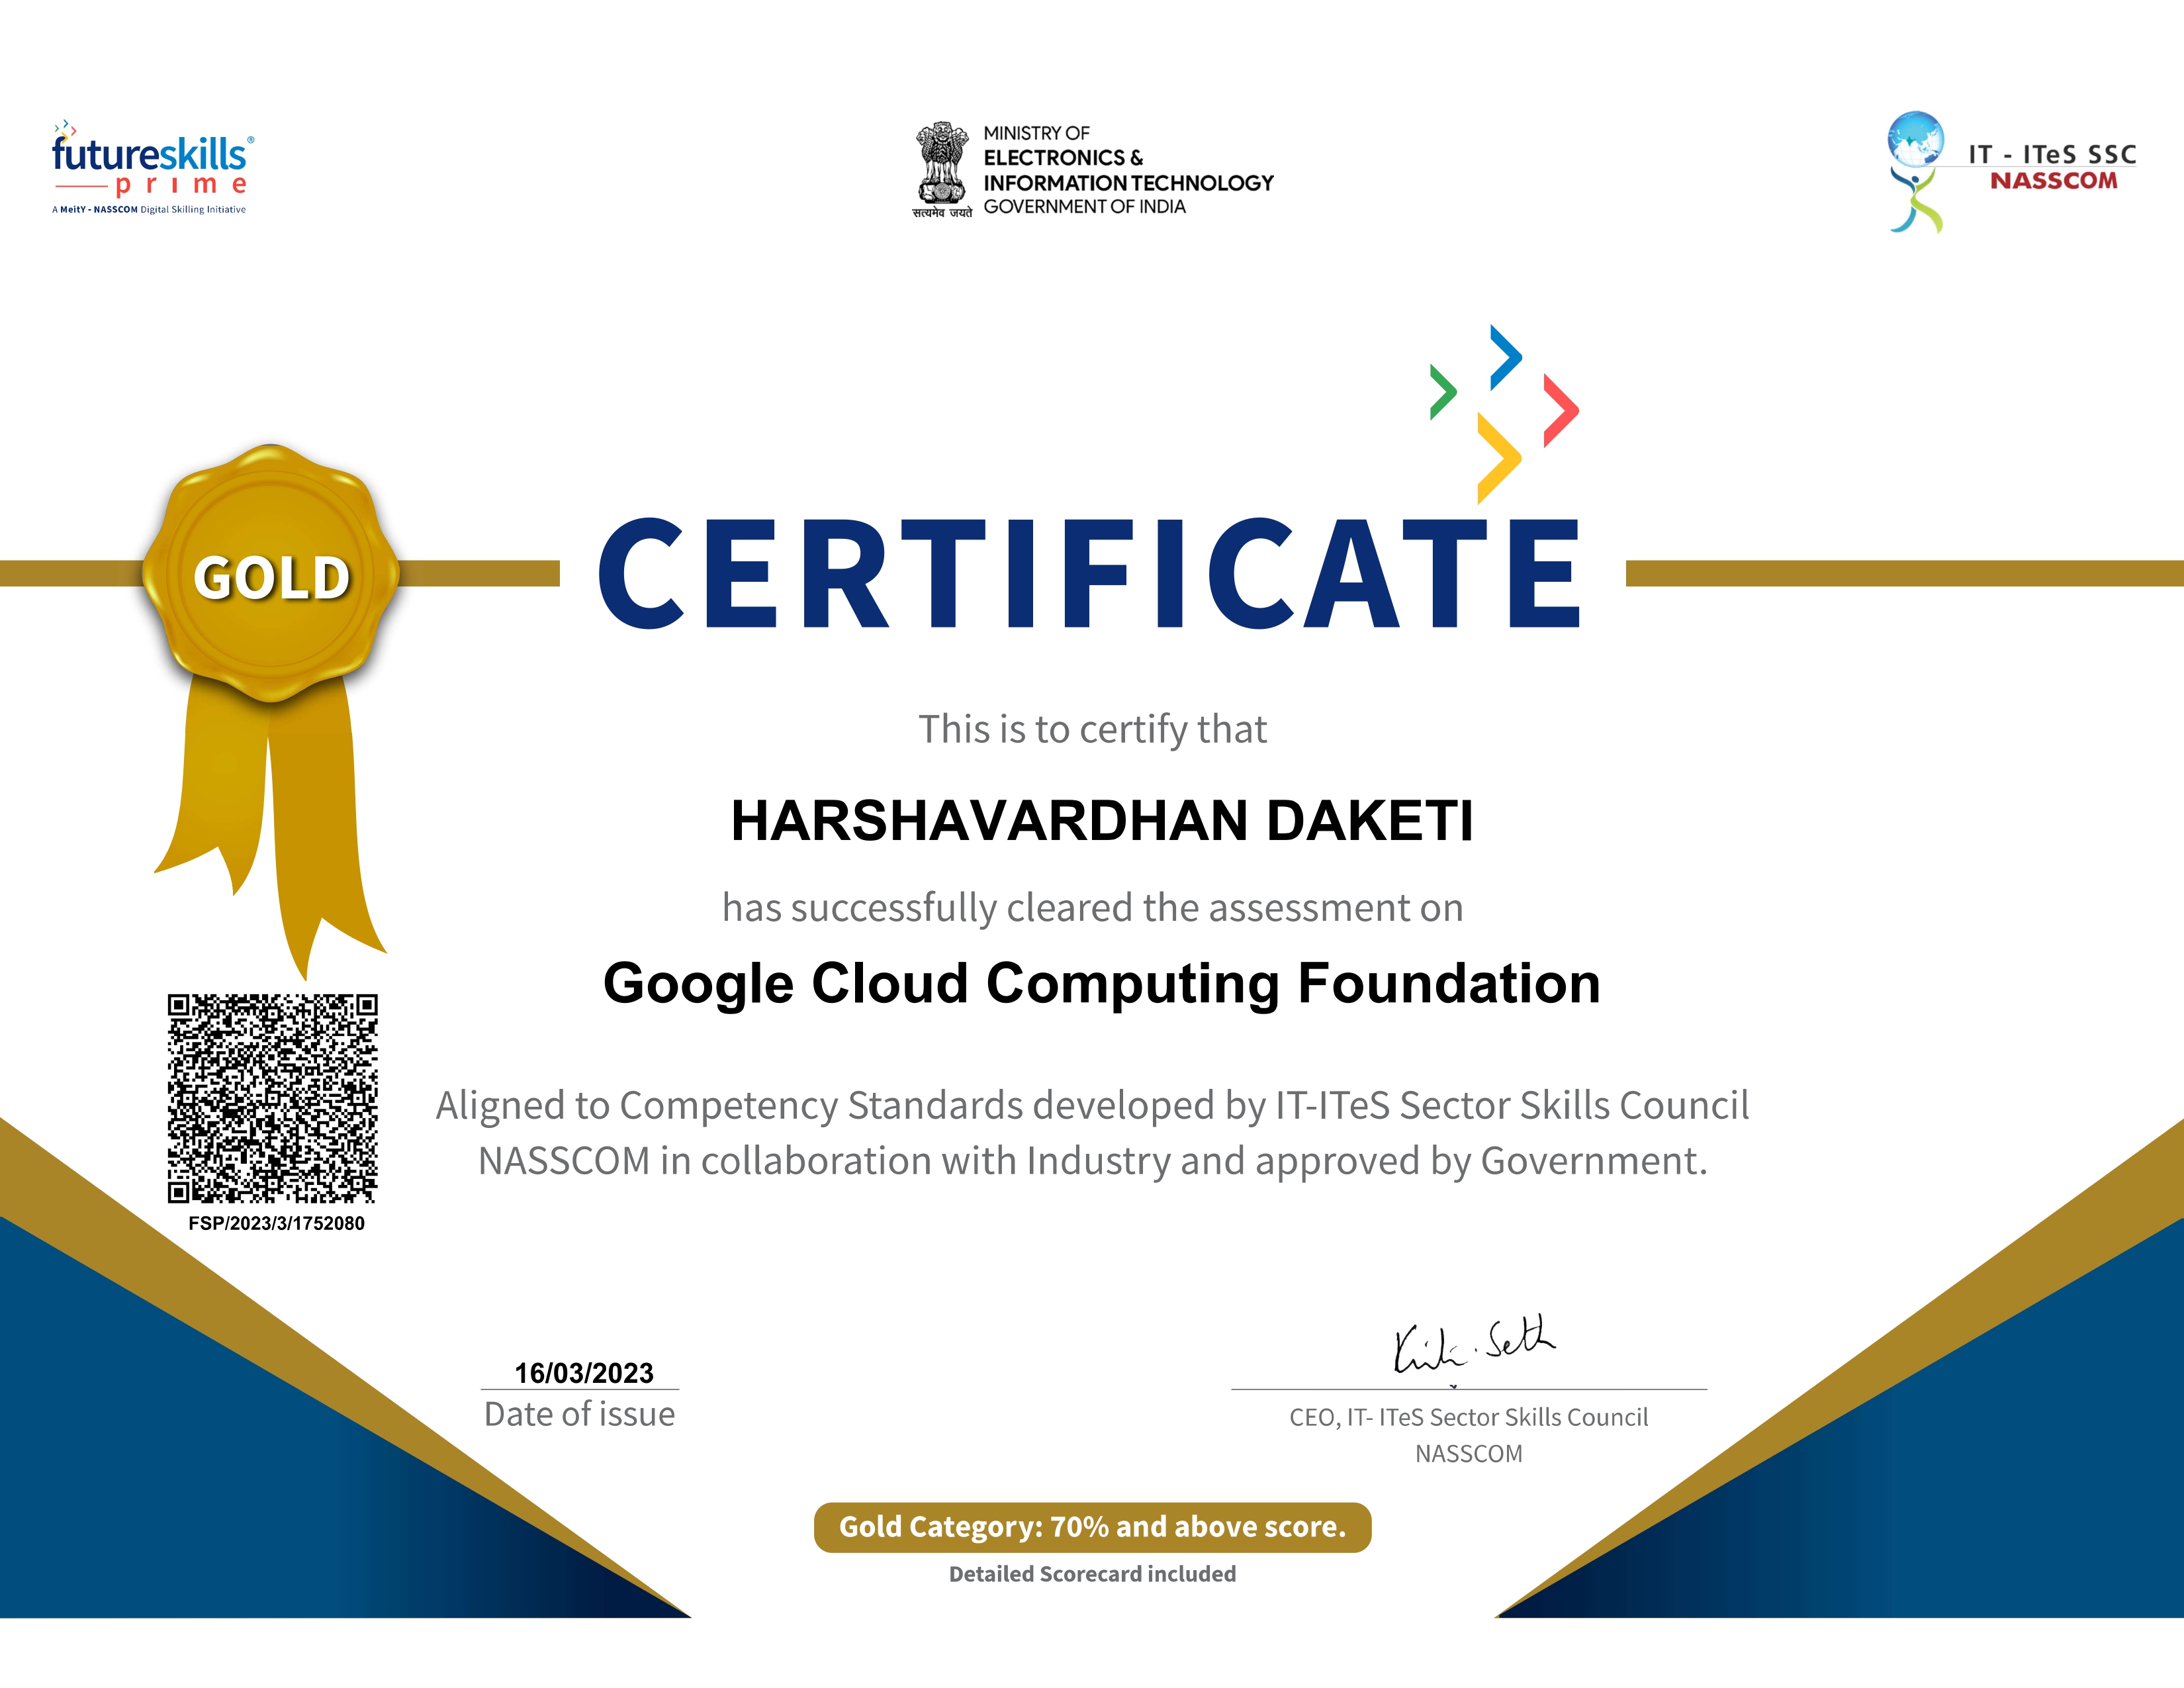 futureskills®
prime
A MeitY - NASSCOM Digital Skilling Initiative
MINISTRY OF
ELECTRONICS &
INFORMATION TECHNOLOGY
GOVERNMENT OF INDIA
सत्यमेव जयते
IT - ITeS SSC
NASSCOM
GOLD
CERTIFICATE
This is to certify that
HARSHAVARDHAN DAKETI
has successfully cleared the assessment on
Google Cloud Computing Foundation
Aligned to Competency Standards developed by IT-ITeS Sector Skills Council
NASSCOM in collaboration with Industry and approved by Government.
FSP/2023/3/1752080
16/03/2023
Date of issue
Seth
CEO, IT- ITeS Sector Skills Council
NASSCOM
Gold Category: 70% and above score.
Detailed Scorecard included